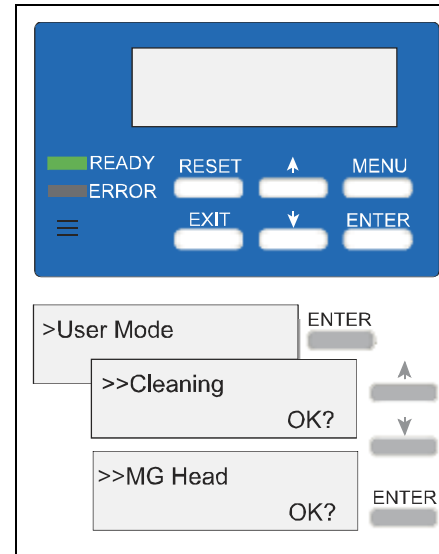 READY RESET MENU
ERROR
EXIT ENTER
>User Mode ENTER
>>Cleaning
OK?
>>MG Head
OK? ENTER